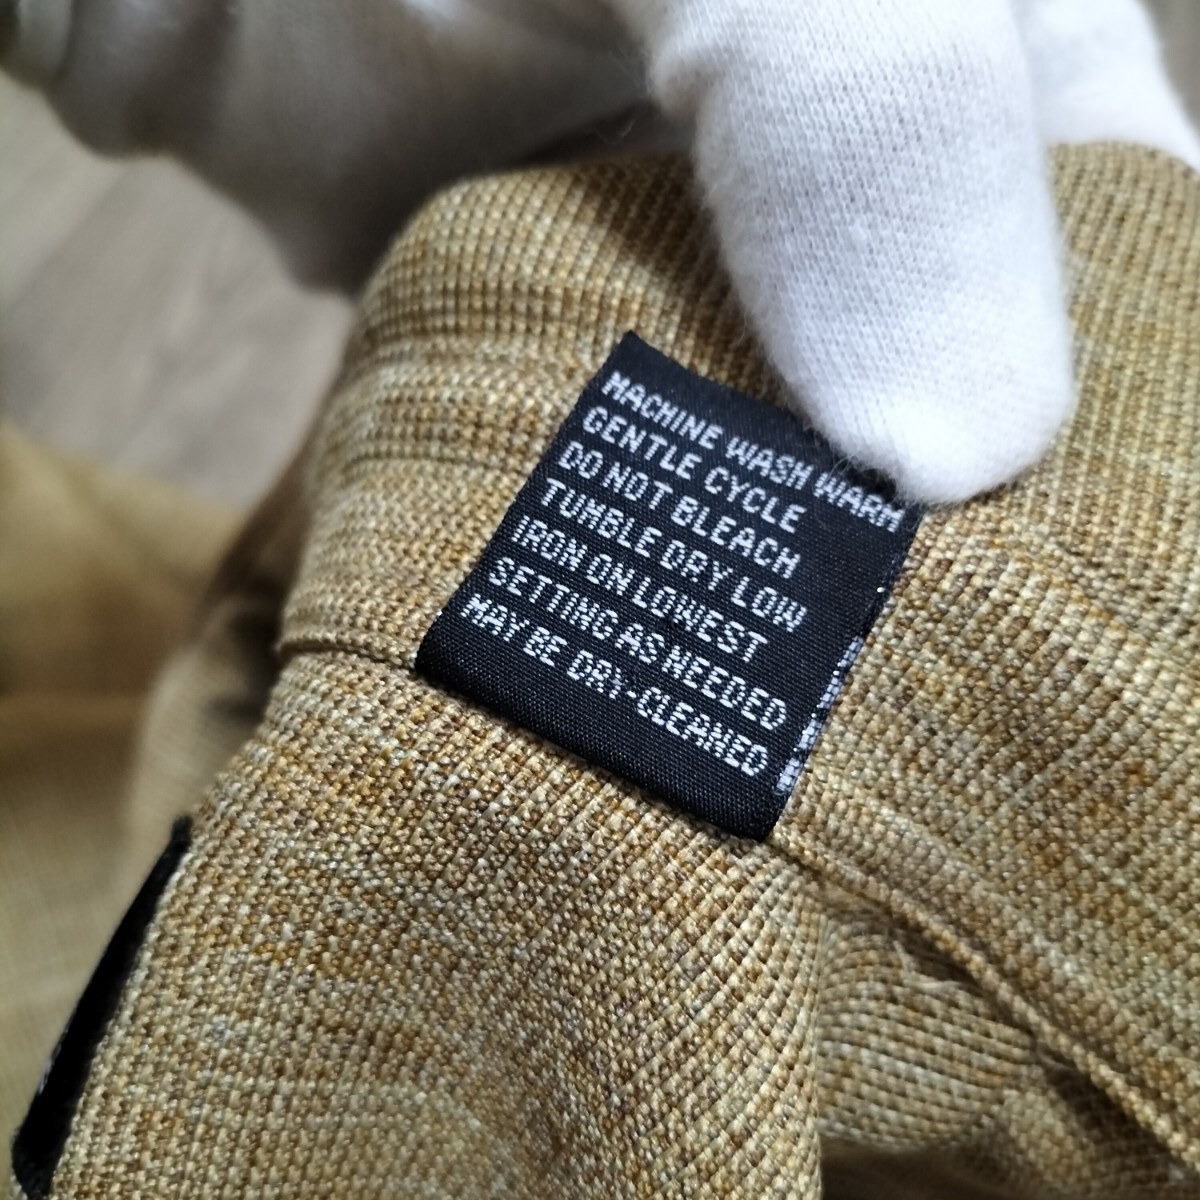 MACHINE WASH WARM
GENTLE CYCLE
DO NOT BLEACH
TUMBLE DRY LOW
IRON ON LOWEST
SETTING AS NEEDED
MAY BE DRY-CLEANED